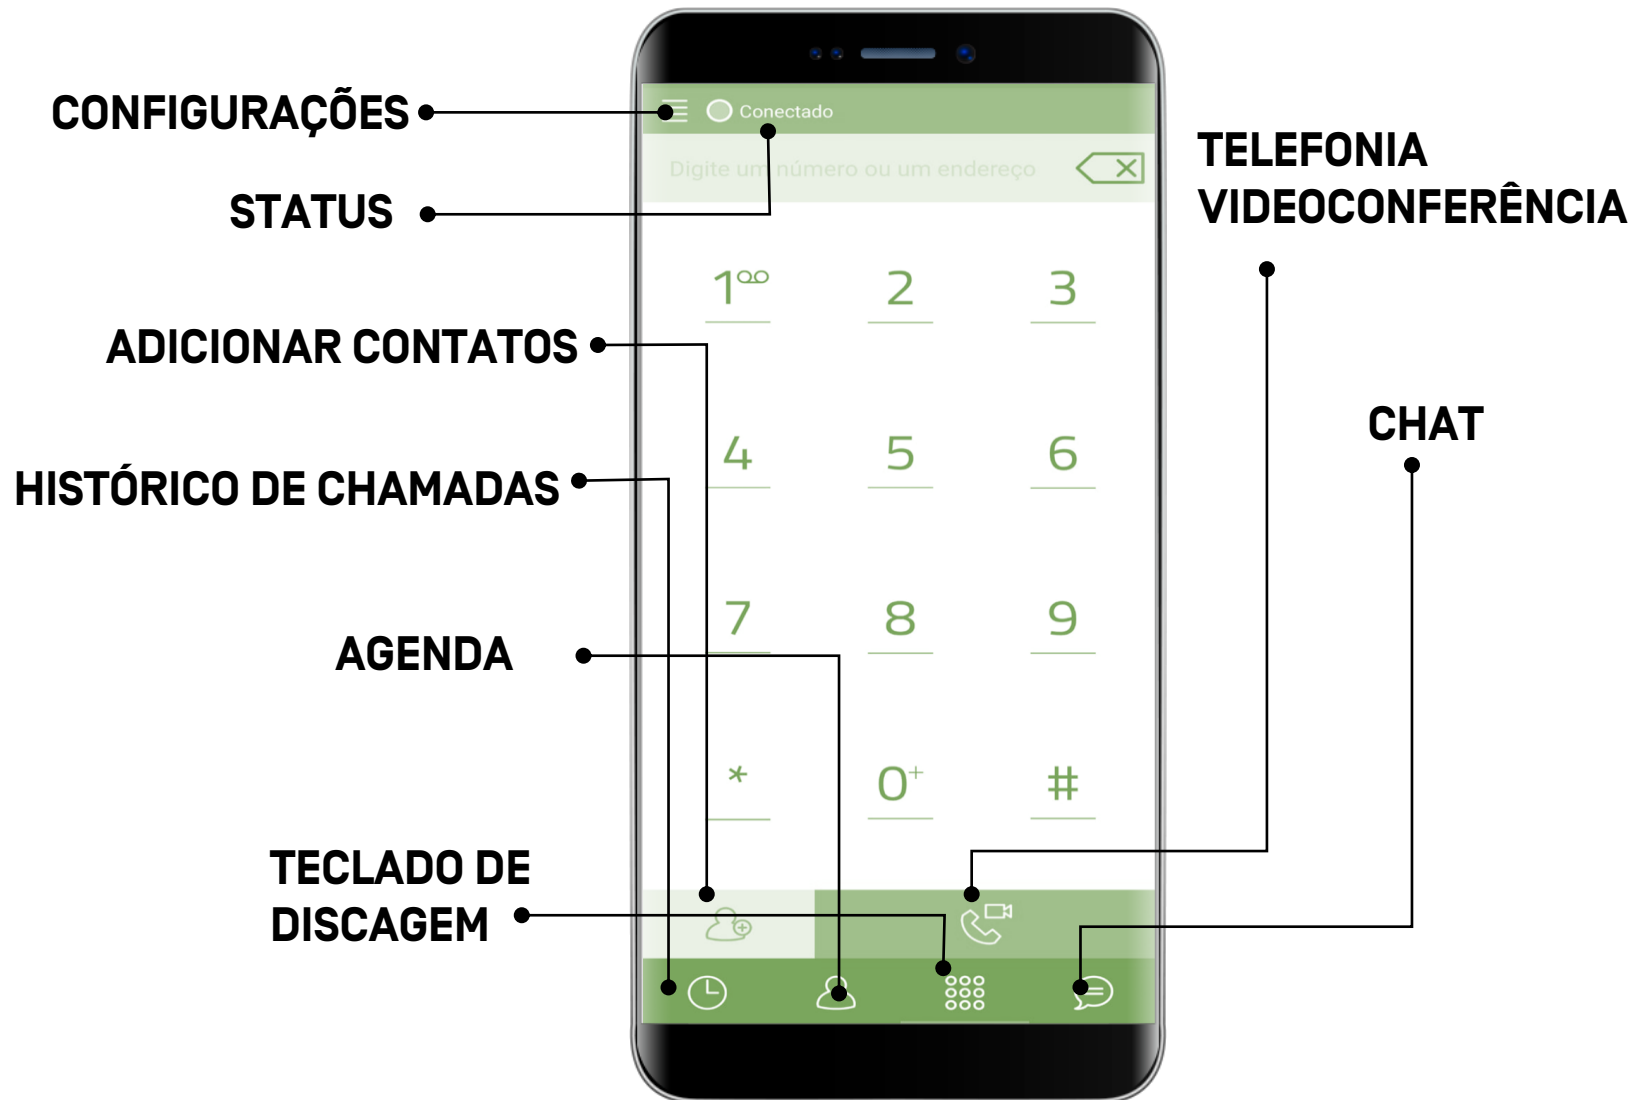 CONFIGURAÇÕES
STATUS
ADICIONAR CONTATOS
HISTÓRICO DE CHAMADAS
AGENDA
TECLADO DE
DISCAGEM
Conectado
Digite um número ou um endereço
1 2 3
4 5 6
7 8 9
* 0+ #
TELEFONIA
VIDEOCONFERÊNCIA
CHAT